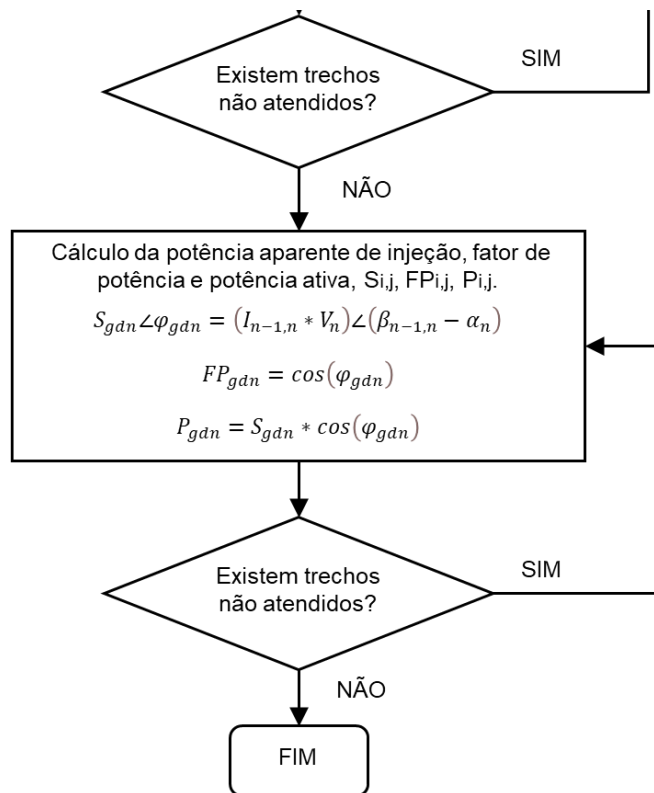 Existem trechos
não atendidos?
SIM
NÃO
Cálculo da potência aparente de injeção, fator de
potência e potência ativa, Si,j, FPi,j, Pi,j.
S_{gdn}∠φ_{gdn} = (I_{n−1,n} * V_n)∠(β_{n−1,n} − α_n)
FP_{gdn} = cos(φ_{gdn})
P_{gdn} = S_{gdn} * cos(φ_{gdn})
Existem trechos
não atendidos?
SIM
NÃO
FIM